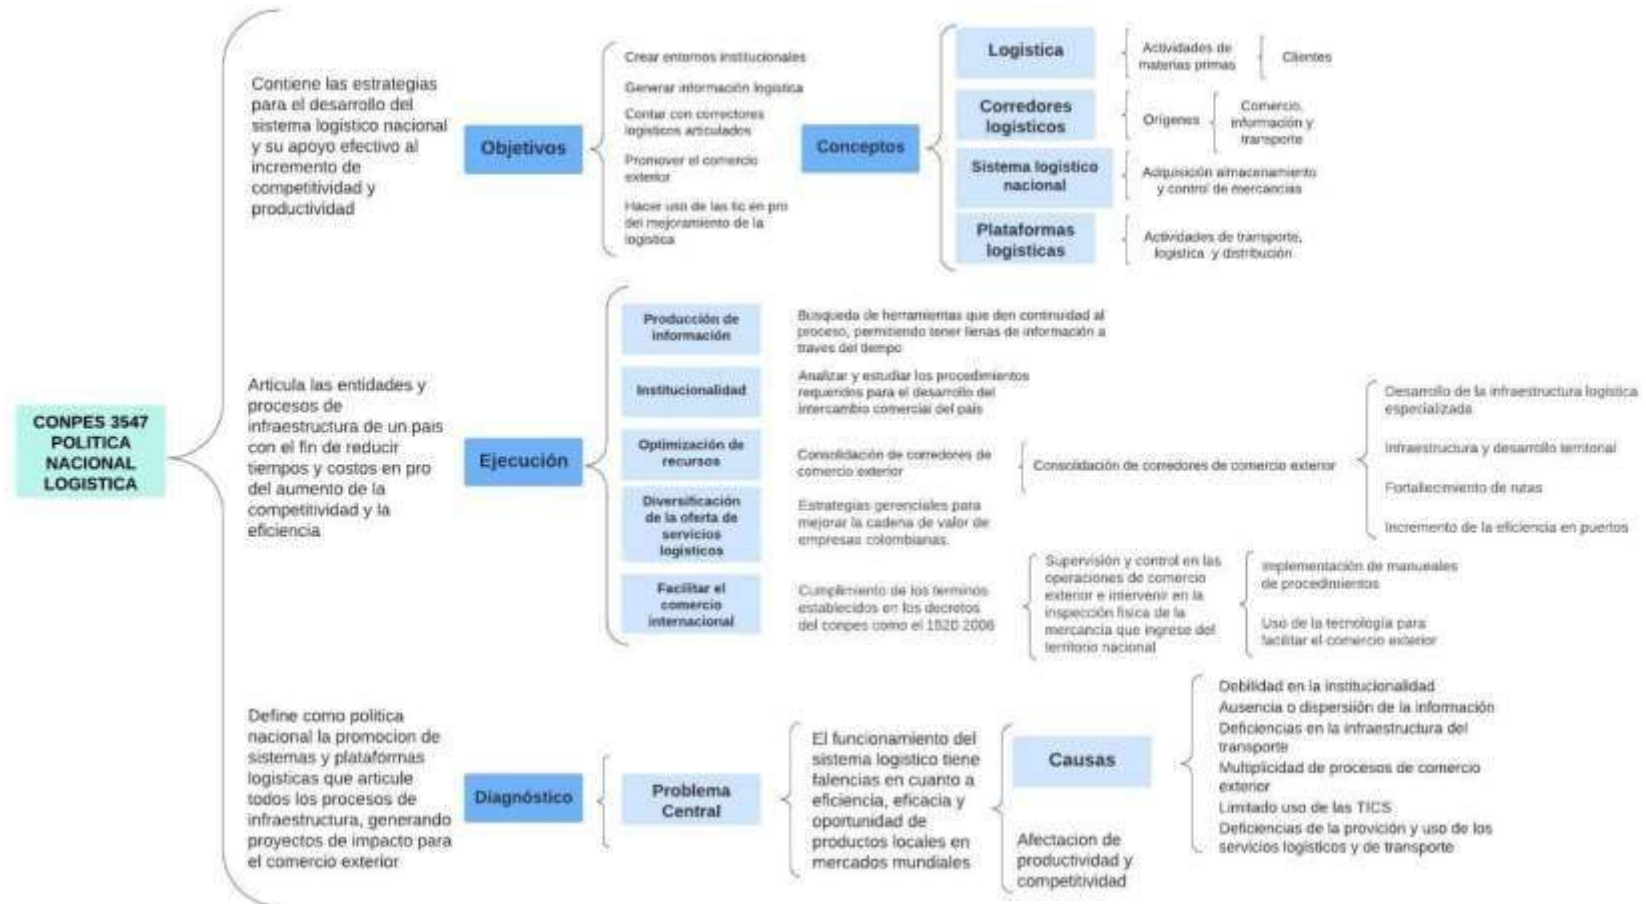 CONPES 3547
POLITICA
NACIONAL
LOGISTICA
Contiene las estrategias
para el desarrollo del
sistema logístico nacional
y su apoyo efectivo al
incremento de
competitividad y
productividad
Objetivos
Crear entornos institucionales
Generar información logística
Contar con correctores
logísticos articulados
Promover el comercio
exterior
Hacer uso de las tic en pro
del mejoramiento de la
logística
Conceptos
Logistica
Actividades de
materias primas
Clientes
Corredores
logisticos
Orígenes
Comercio,
información y
transporte
Sistema logistico
nacional
Adquisición almacenamiento
y control de mercancias
Plataformas
logisticas
Actividades de transporte,
logistica y distribución
Articula las entidades y
procesos de
infraestructura de un pais
con el fin de reducir
tiempos y costos en pro
del aumento de la
competitividad y la
eficiencia
Ejecución
Producción de
información
Busqueda de herramientas que den continuidad al
proceso, permitiendo tener lienas de información a
traves del tiempo
Institucionalidad
Analizar y estudiar los procedimientos
requeridos para el desarrollo del
intercambio comercial del país
Optimización de
recursos
Consolidación de corredores de
comercio exterior
Consolidación de corredores de comercio exterior
Desarrollo de la infraestructura logística
especializada
Infraestructura y desarrollo territorial
Fortalecimiento de rutas
Incremento de la eficiencia en puertos
Diversificación
de la oferta de
servicios
logísticos
Estrategias gerenciales para
mejorar la cadena de valor de
empresas colombianas.
Facilitar el
comercio
internacional
Cumplimiento de los terminos
establecidos en los decretos
del conpes como el 1520 2008
Supervisión y control en las
operaciones de comercio
exterior e intervenir en la
inspección física de la
mercancia que ingrese del
territorio nacional
Implementación de manueales
de procedimientos
Uso de la tecnología para
facilitar el comercio exterior
Define como politica
nacional la promocion de
sistemas y plataformas
logisticas que articule
todos los procesos de
infraestructura, generando
proyectos de impacto para
el comercio exterior
Diagnóstico
Problema
Central
El funcionamiento del
sistema logistico tiene
falencias en cuanto a
eficiencia, eficacia y
oportunidad de
productos locales en
mercados mundiales
Causas
Debilidad en la institucionalidad
Ausencia o dispersiión de la información
Deficiencias en la infraestructura del
transporte
Multiplicidad de procesos de comercio
exterior
Limitado uso de las TICS
Deficiencias de la provición y uso de los
servicios logísticos y de transporte
Afectacion de
productividad y
competitividad